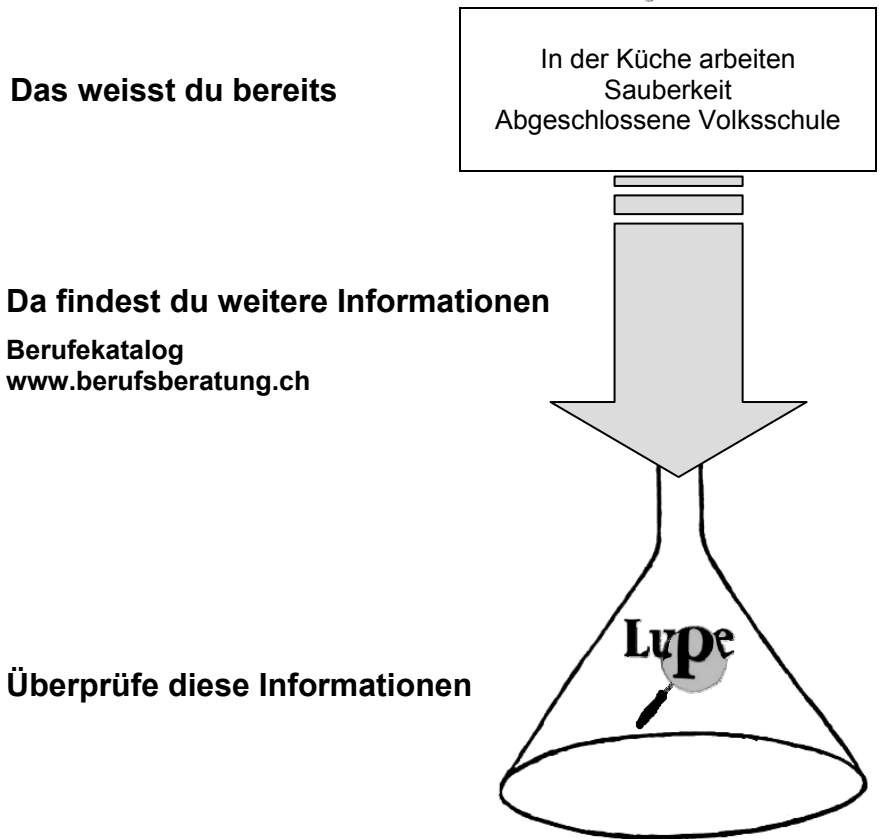 Das weisst du bereits
In der Küche arbeiten
Sauberkeit
Abgeschlossene Volksschule
Da findest du weitere Informationen
Berufekatalog
www.berufsberatung.ch
Lupe
Überprüfe diese Informationen